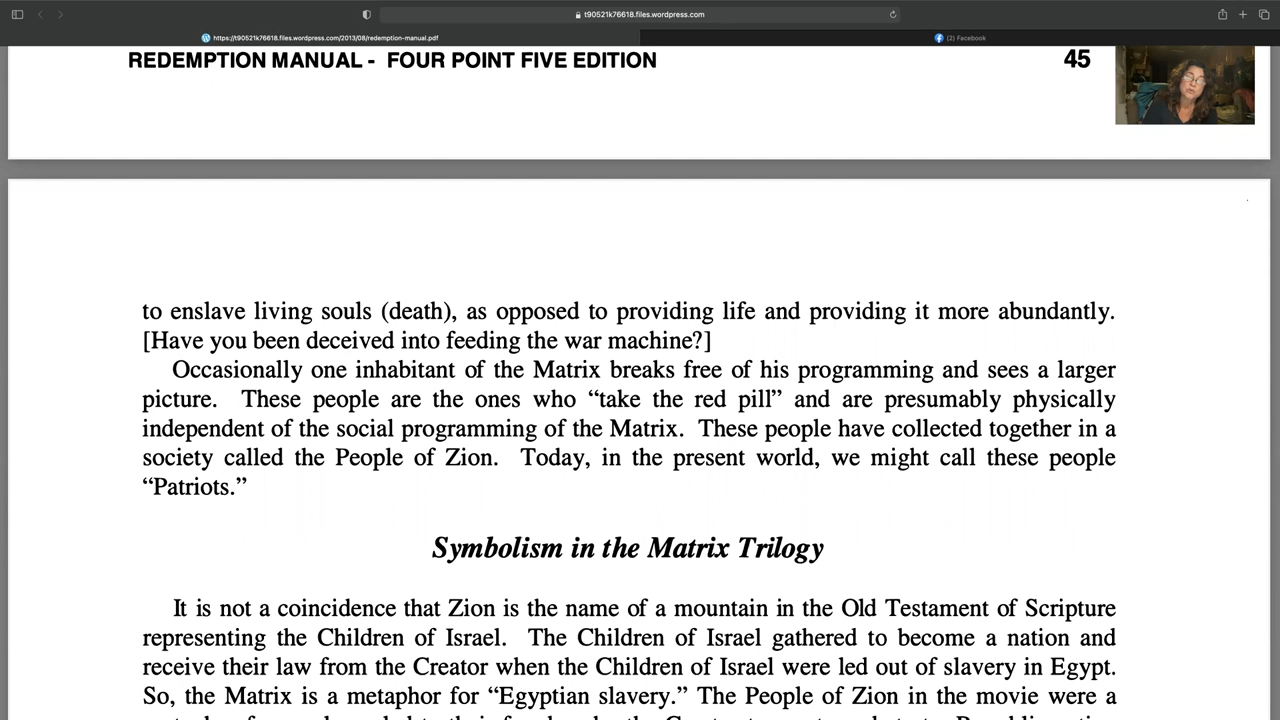 t90521k76618.files.wordpress.com
https://t90521k76618.files.wordpress.com/2013/08/redemption-manual.pdf
(2) Facebook
REDEMPTION MANUAL - FOUR POINT FIVE EDITION 45
to enslave living souls (death), as opposed to providing life and providing it more abundantly.
[Have you been deceived into feeding the war machine?]
Occasionally one inhabitant of the Matrix breaks free of his programming and sees a larger
picture. These people are the ones who “take the red pill” and are presumably physically
independent of the social programming of the Matrix. These people have collected together in a
society called the People of Zion. Today, in the present world, we might call these people
“Patriots.”
Symbolism in the Matrix Trilogy
It is not a coincidence that Zion is the name of a mountain in the Old Testament of Scripture
representing the Children of Israel. The Children of Israel gathered to become a nation and
receive their law from the Creator when the Children of Israel were led out of slavery in Egypt.
So, the Matrix is a metaphor for “Egyptian slavery.” The People of Zion in the movie were a